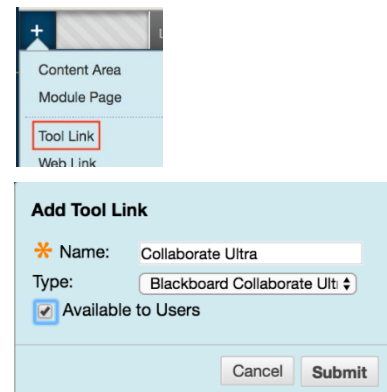 +
Content Area
Module Page
Tool Link
Web Link
Add Tool Link
* Name: Collaborate Ultra
Type: Blackboard Collaborate Ult
Available to Users
Cancel Submit